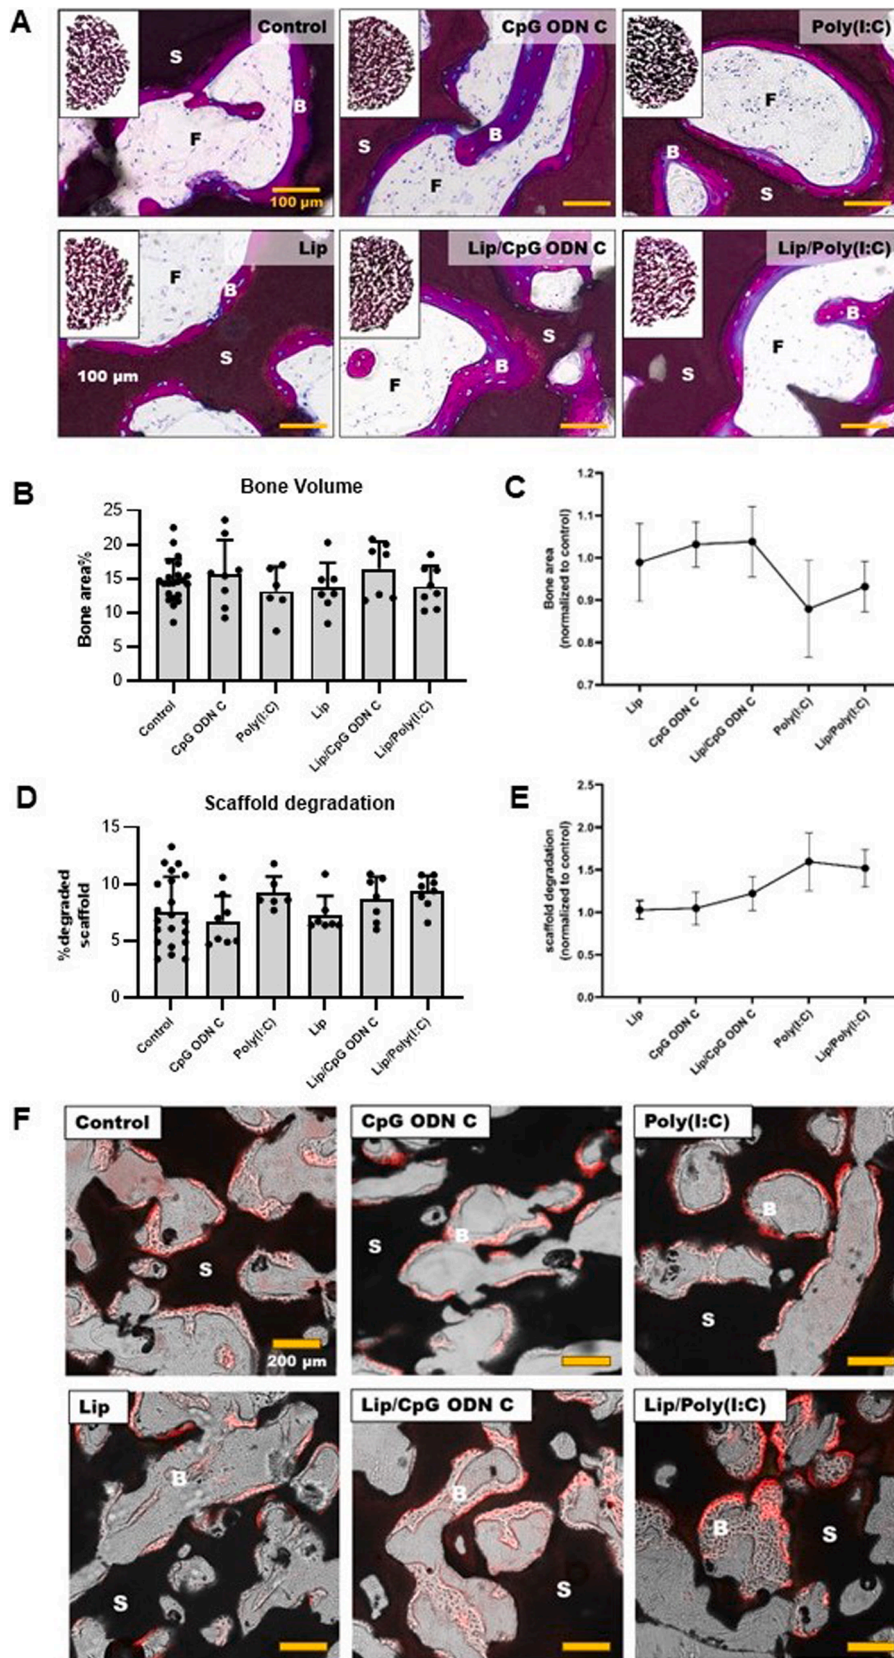 A
Control
CpG ODN C
Poly(I:C)
S
B
F
100 µm
S
B
F
F
B
S
Lip
Lip/CpG ODN C
Lip/Poly(I:C)
F
B
S
100 µm
S
B
F
B
F
S
B
Bone Volume
Bone area%
25
20
15
10
5
0
Control
CpG ODN C
Poly(I:C)
Lip
Lip/CpG ODN C
Lip/Poly(I:C)
C
Bone area
(normalized to control)
1.2
1.1
1.0
0.9
0.8
0.7
Lip
CpG ODN C
Lip/CpG ODN C
Poly(I:C)
Lip/Poly(I:C)
D
Scaffold degradation
%degraded
scaffold
15
10
5
0
Control
CpG ODN C
Poly(I:C)
Lip
Lip/CpG ODN C
Lip/Poly(I:C)
E
scaffold degradation
(normalized to control)
2.5
2.0
1.5
1.0
0.5
0.0
Lip
CpG ODN C
Lip/CpG ODN C
Poly(I:C)
Lip/Poly(I:C)
F
Control
CpG ODN C
Poly(I:C)
S
200 µm
S
B
B
S
Lip
Lip/CpG ODN C
Lip/Poly(I:C)
B
S
B
S
B
S